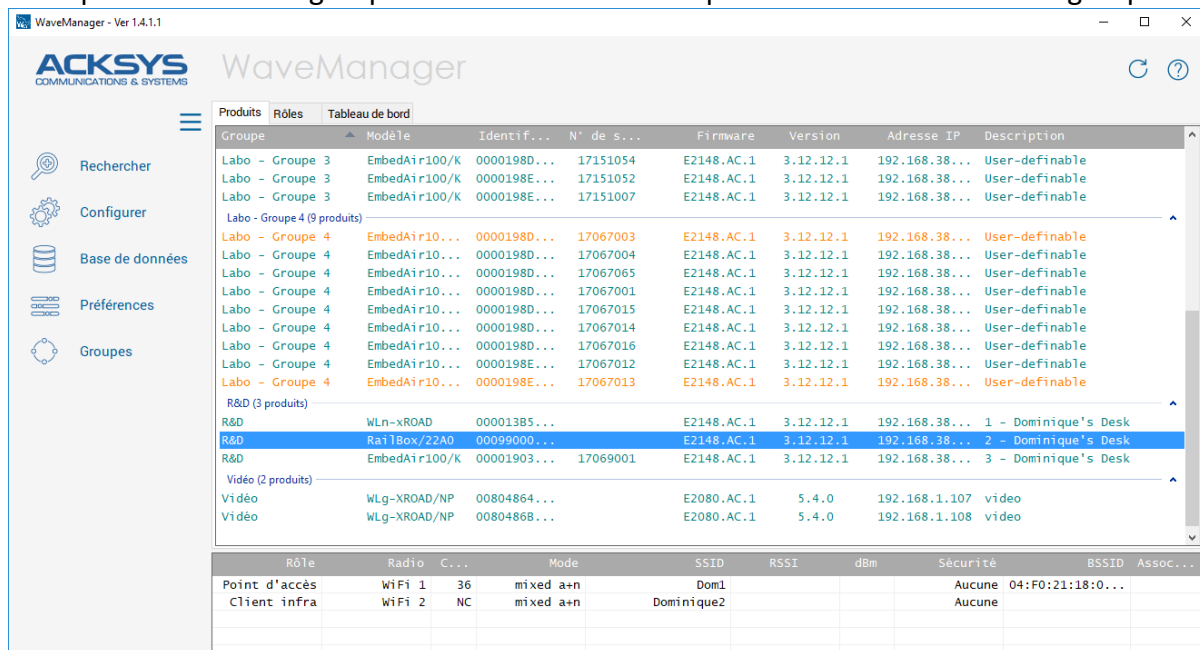 WaveManager - Ver 1.4.1.1
ACKSYS
COMMUNICATIONS & SYSTEMS
WaveManager
Produits Rôles Tableau de bord
Groupe Modèle Identif... N° de s... Firmware Version Adresse IP Description
Labo - Groupe 3 EmbedAir100/K 0000198D... 17151054 E2148.AC.1 3.12.12.1 192.168.38... User-definable
Labo - Groupe 3 EmbedAir100/K 0000198E... 17151052 E2148.AC.1 3.12.12.1 192.168.38... User-definable
Labo - Groupe 3 EmbedAir100/K 0000198E... 17151007 E2148.AC.1 3.12.12.1 192.168.38... User-definable
Labo - Groupe 4 (9 produits)
Labo - Groupe 4 EmbedAir10... 0000198D... 17067003 E2148.AC.1 3.12.12.1 192.168.38... User-definable
Labo - Groupe 4 EmbedAir10... 0000198D... 17067004 E2148.AC.1 3.12.12.1 192.168.38... User-definable
Labo - Groupe 4 EmbedAir10... 0000198D... 17067065 E2148.AC.1 3.12.12.1 192.168.38... User-definable
Labo - Groupe 4 EmbedAir10... 0000198D... 17067001 E2148.AC.1 3.12.12.1 192.168.38... User-definable
Labo - Groupe 4 EmbedAir10... 0000198D... 17067015 E2148.AC.1 3.12.12.1 192.168.38... User-definable
Labo - Groupe 4 EmbedAir10... 0000198D... 17067014 E2148.AC.1 3.12.12.1 192.168.38... User-definable
Labo - Groupe 4 EmbedAir10... 0000198D... 17067016 E2148.AC.1 3.12.12.1 192.168.38... User-definable
Labo - Groupe 4 EmbedAir10... 0000198E... 17067012 E2148.AC.1 3.12.12.1 192.168.38... User-definable
Labo - Groupe 4 EmbedAir10... 0000198E... 17067013 E2148.AC.1 3.12.12.1 192.168.38... User-definable
R&D (3 produits)
R&D WLn-xROAD 000013B5... E2148.AC.1 3.12.12.1 192.168.38... 1 - Dominique's Desk
R&D RailBox/22A0 00099000... E2148.AC.1 3.12.12.1 192.168.38... 2 - Dominique's Desk
R&D EmbedAir100/K 00001903... 17069001 E2148.AC.1 3.12.12.1 192.168.38... 3 - Dominique's Desk
Vidéo (2 produits)
Vidéo WLg-XROAD/NP 00804864... E2080.AC.1 5.4.0 192.168.1.107 video
Vidéo WLg-XROAD/NP 0080486B... E2080.AC.1 5.4.0 192.168.1.108 video
Rechercher
Configurer
Base de données
Préférences
Groupes
Rôle Radio C... Mode SSID RSSI dBm Sécurité BSSID Assoc...
Point d'accès WiFi 1 36 mixed a+n Dom1 Aucune 04:F0:21:18:0...
Client infra WiFi 2 NC mixed a+n Dominique2 Aucune